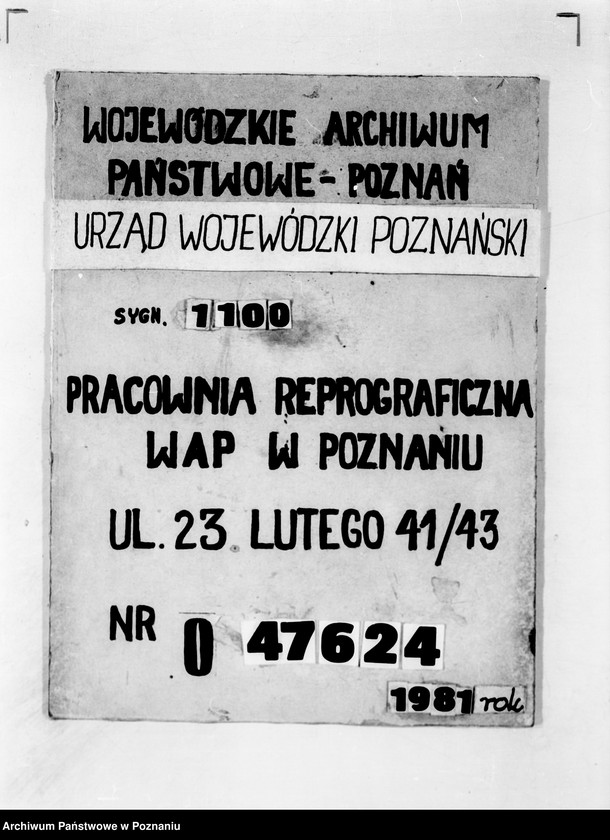 WOJEWÓDZKIE ARCHIWUM
PAŃSTWOWE - POZNAŃ
URZĄD WOJEWÓDZKI POZNAŃSKI
SYGN. 1100
PRACOWNIA REPROGRAFICZNA
WAP W POZNANIU
UL. 23 LUTEGO 41/43
NR 0 47624
1981 rok
Archiwum Państwowe w Poznaniu